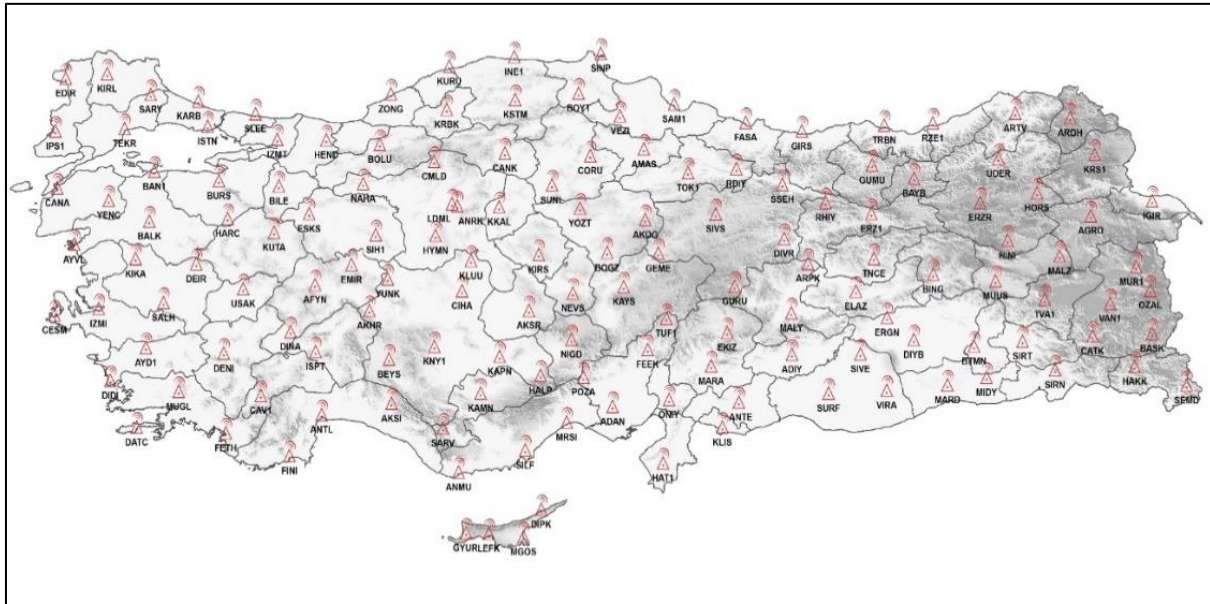 SINP
INE1
KURU
EDIR
KIRL
SARY
KARB
SLEE
ZONG
KRBK
KSTM
BOY1
VEZI
SAM1
FASA
GIRS
TRBN
RZE1
ARTV
ARDH
IPS1
TEKR
ISTN
IZMT
HEND
BOLU
CMLD
CANK
CORU
AMAS
TOK1
RDIY
SSEH
RHIY
GUMU
BAYB
UDER
KRS1
CANA
YENC
BAN1
BURS
BILE
NAHA
LDML
ANRK
KKAL
SUNL
YOZT
AKDG
SIVS
ERZ1
ERZR
HORS
AGRD
IGIR
AYVL
BALK
HARC
KUTA
ESKS
SIH1
HYMN
KIRS
BOGZ
GEME
DIVR
ARPK
TNCE
BING
HINI
MALZ
MUR1
KIKA
DEIR
USAK
AFYN
EMIR
YUNK
KLUU
CIHA
NEVS
KAYS
GURU
ELAZ
MUUS
TVA1
VAN1
OZAL
CESM
IZMI
SALH
DINA
AKHR
AKSR
TUF1
MALY
ERGN
AYD1
DENI
ISPT
BEYS
KNY1
KAPN
NIGD
FEEK
EKIZ
ADIY
SIVE
DIYB
BTMN
SIRT
CATK
BASK
DIDI
MUGL
CAV1
AKSI
KAMN
HALP
POZA
MARA
SURF
VIRA
MARD
MIDY
SIRN
HAKK
SEMD
DATC
FETH
ANTL
FINI
SARV
ANMU
SILF
MRSI
ADAN
ONIY
ANTE
KLIS
HAT1
DIPK
GYUR
LEFK
MGOS